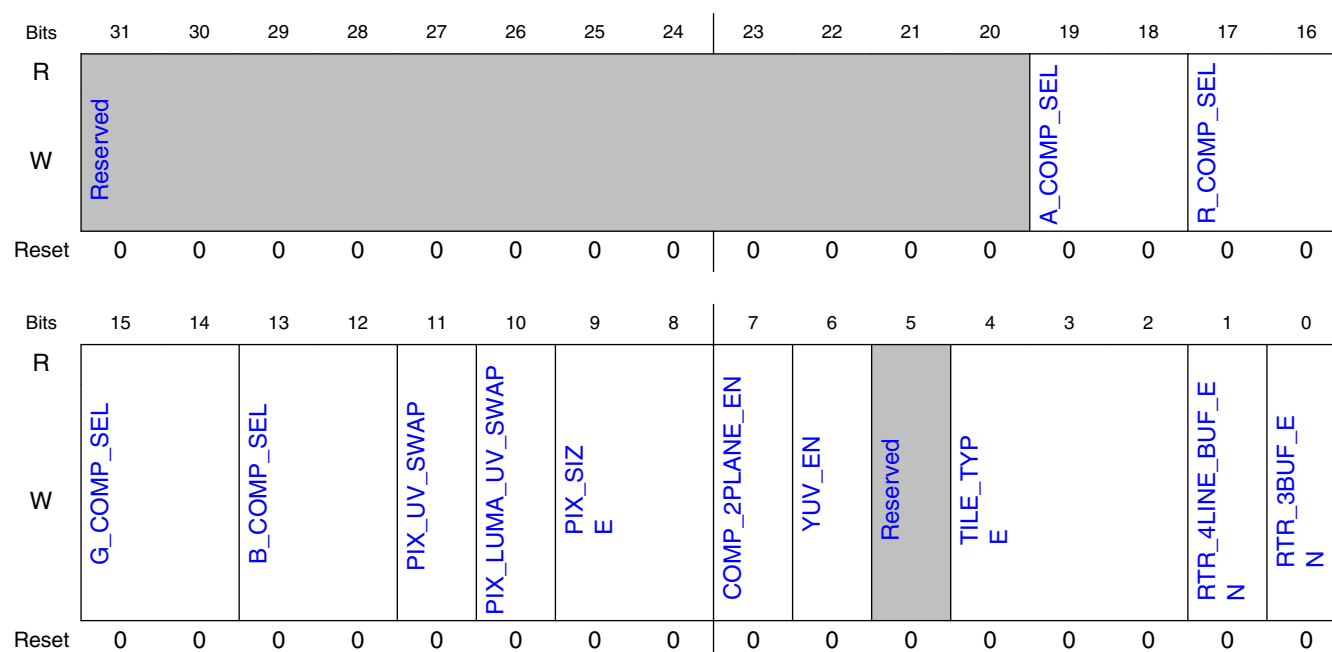 Bits 31 30 29 28 27 26 25 24 23 22 21 20 19 18 17 16
R
W
Reserved
A_COMP_SEL
R_COMP_SEL
Reset 0 0 0 0 0 0 0 0 0 0 0 0 0 0 0 0
Bits 15 14 13 12 11 10 9 8 7 6 5 4 3 2 1 0
R
W
G_COMP_SEL
B_COMP_SEL
PIX_UV_SWAP
PIX_LUMA_UV_SWAP
PIX_SIZ
E
COMP_2PLANE_EN
YUV_EN
Reserved
TILE_TYP
E
RTR_4LINE_BUF_E
N
RTR_3BUF_E
N
Reset 0 0 0 0 0 0 0 0 0 0 0 0 0 0 0 0